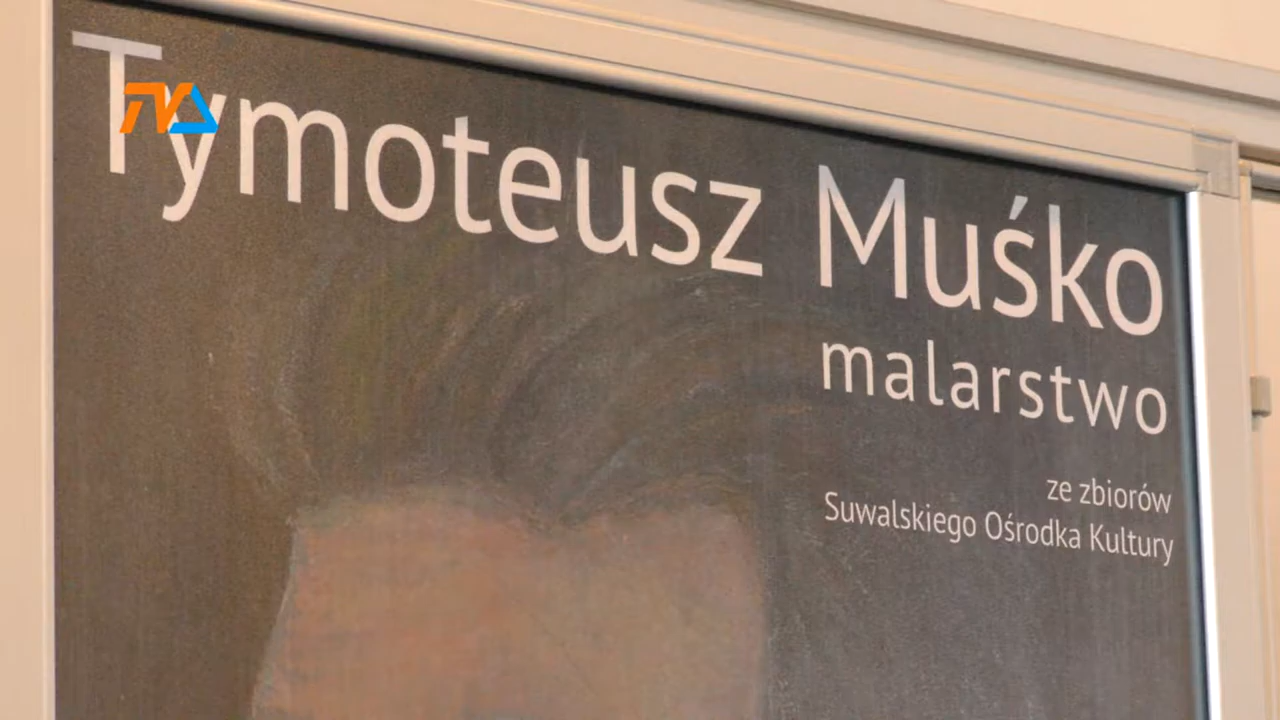 Tymoteusz Muśko
malarstwo
ze zbiorów
Suwalskiego Ośrodka Kultury